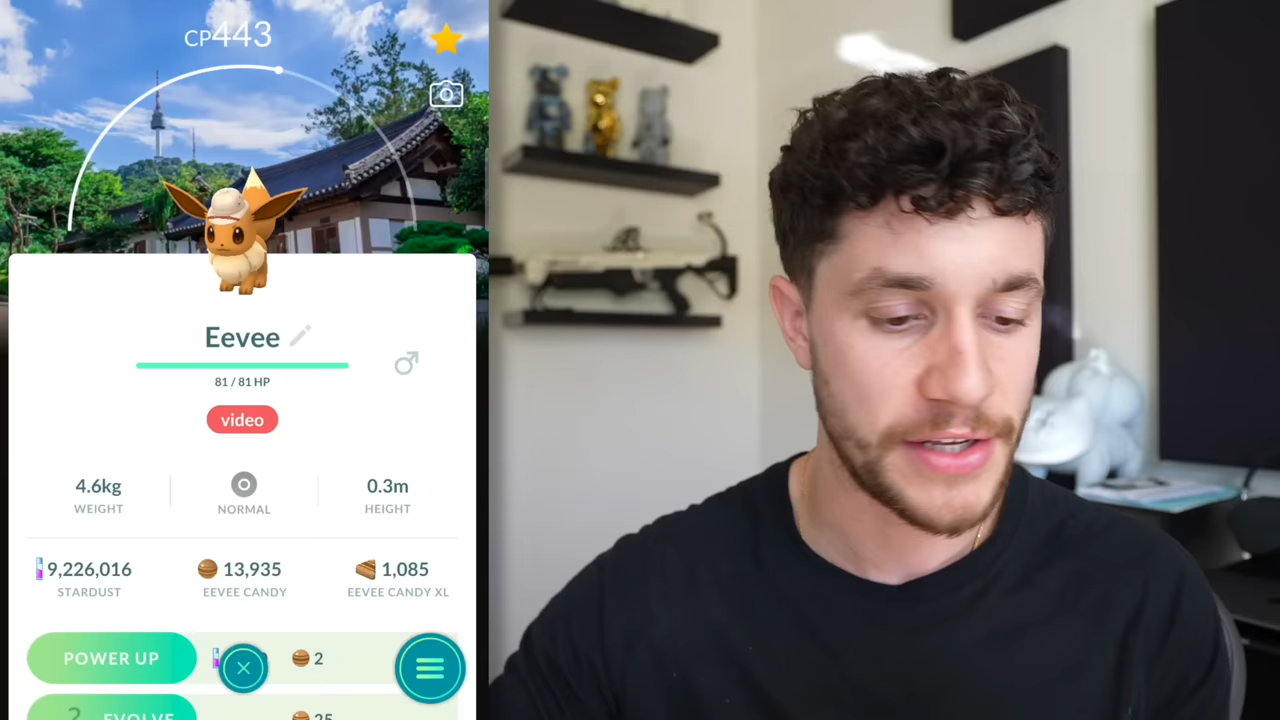 CP443
Eevee
81 / 81 HP
video
4.6kg
WEIGHT
NORMAL
0.3m
HEIGHT
9,226,016
STARDUST
13,935
EEVEE CANDY
1,085
EEVEE CANDY XL
POWER UP
2
? EVOLVE
25